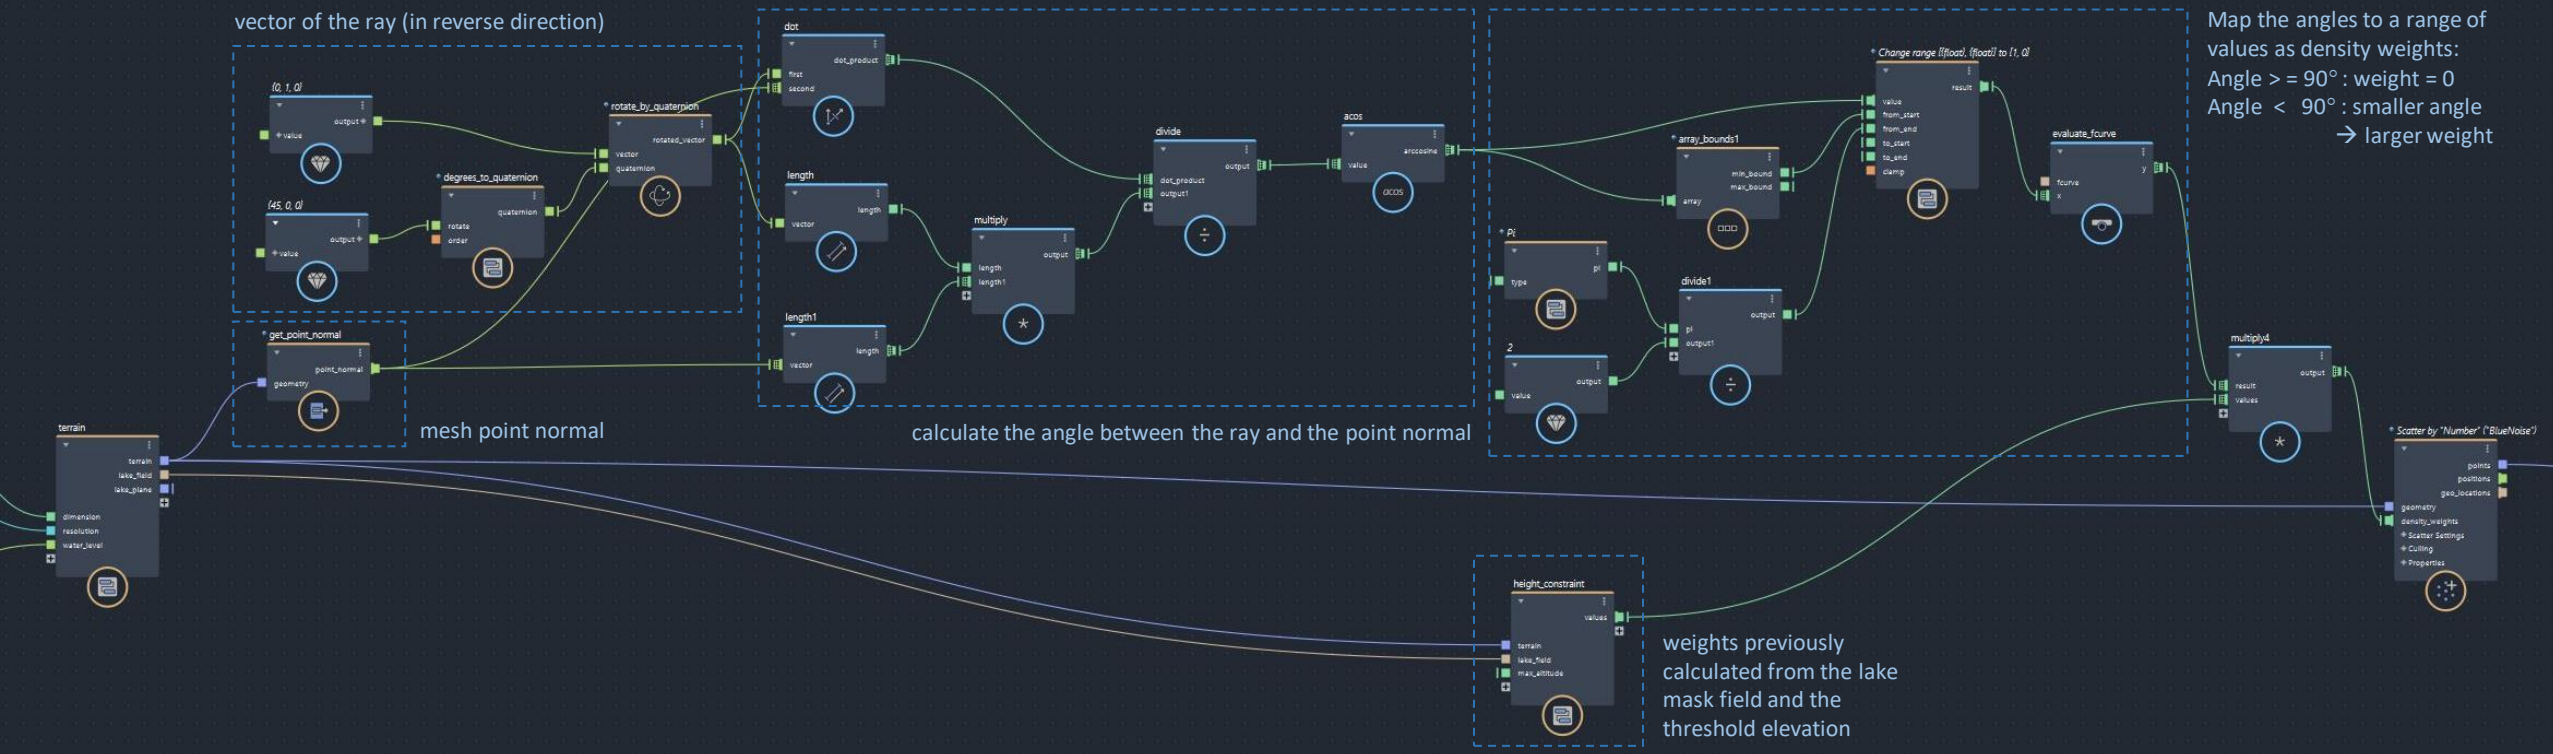 vector of the ray (in reverse direction)
{0, 1, 0}
output
value
{45, 0, 0}
output
value
degrees_to_quaternion
quaternion
rotate
order
rotate_by_quaternion
rotated_vector
vector
quaternion
get_point_normal
point_normal
geometry
mesh point normal
terrain
terrain
lake_field
lake_plane
dimension
resolution
water_level
dot
dot_product
first
second
length
length
vector
length1
length
vector
multiply
output
length
length1
divide
output
dot_product
output1
acos
arccosine
value
acos
calculate the angle between the ray and the point normal
Change range [{float}, {float}] to [1, 0]
result
value
from_start
from_end
to_start
to_end
clamp
array_bounds1
min_bound
max_bound
array
Pi
pi
type
2
output
value
divide1
output
pi
output1
evaluate_fcurve
y
fcurve
x
Map the angles to a range of
values as density weights:
Angle > = 90° : weight = 0
Angle < 90° : smaller angle
→ larger weight
multiply4
output
result
values
height_constraint
values
terrain
lake_field
max_altitude
weights previously
calculated from the lake
mask field and the
threshold elevation
Scatter by "Number" ("BlueNoise")
points
positions
geo_locations
geometry
density_weights
Scatter Settings
Culling
Properties